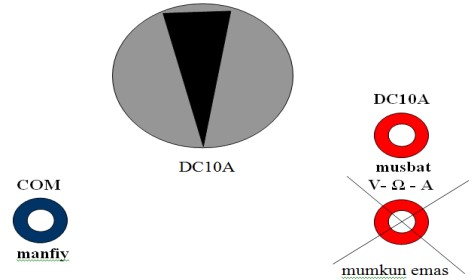 DC10A
DC10A
musbat
COM
V- Ω - A
manfiy
mumkun emas